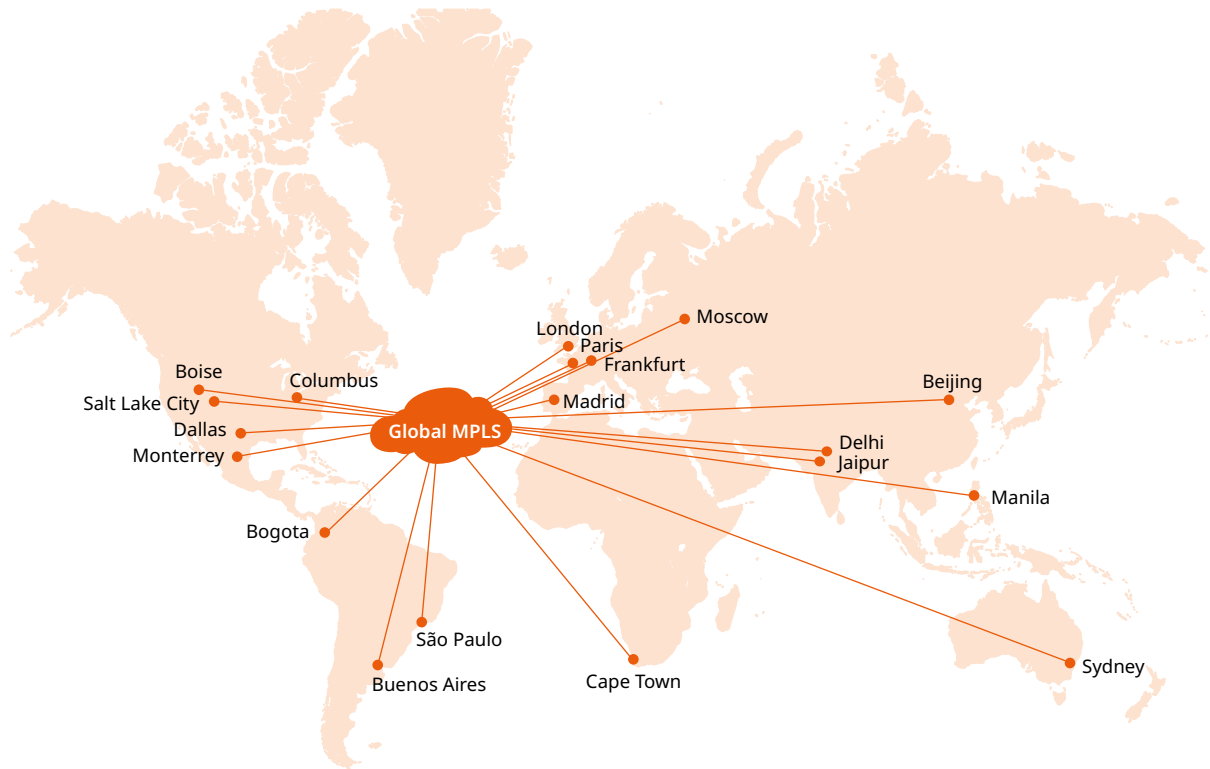 Moscow
London
Paris
Frankfurt
Boise
Columbus
Beijing
Salt Lake City
Madrid
Dallas
Global MPLS
Delhi
Monterrey
Jaipur
Manila
Bogota
São Paulo
Sydney
Cape Town
Buenos Aires